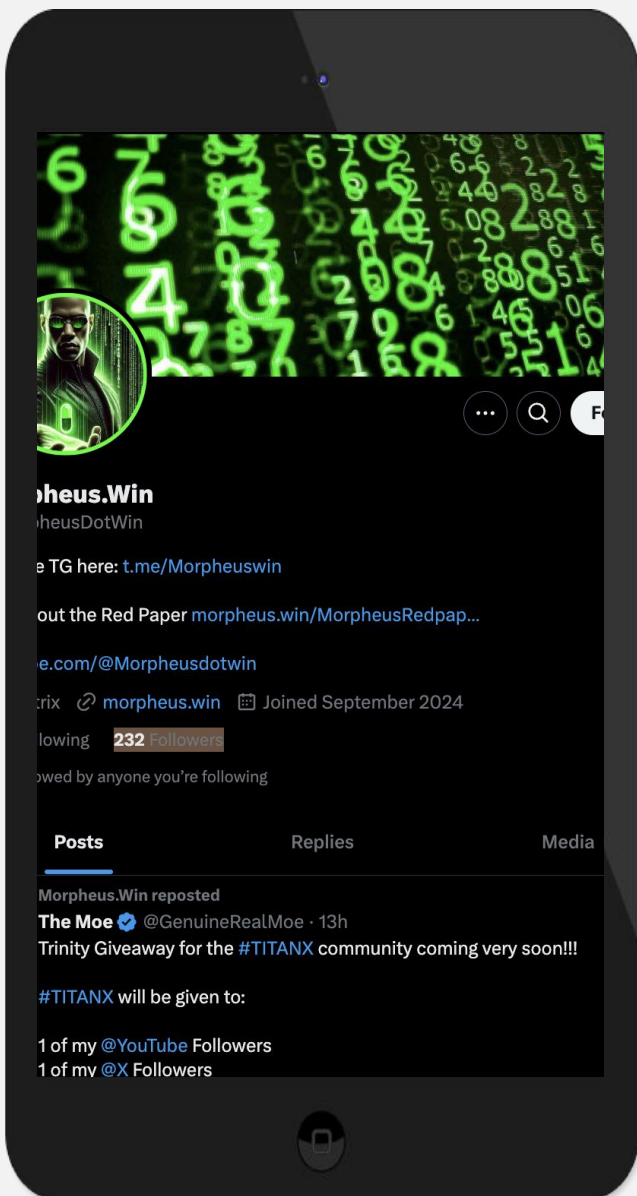 Fo
pheus.Win
heusDotWin
e TG here: t.me/Morpheuswin
out the Red Paper morpheus.win/MorpheusRedpap...
e.com/@Morpheusdotwin
trix morpheus.win Joined September 2024
lowing 232 Followers
owed by anyone you're following
Posts Replies Media
Morpheus.Win reposted
The Moe @GenuineRealMoe · 13h
Trinity Giveaway for the #TITANX community coming very soon!!!
#TITANX will be given to:
1 of my @YouTube Followers
1 of my @X Followers